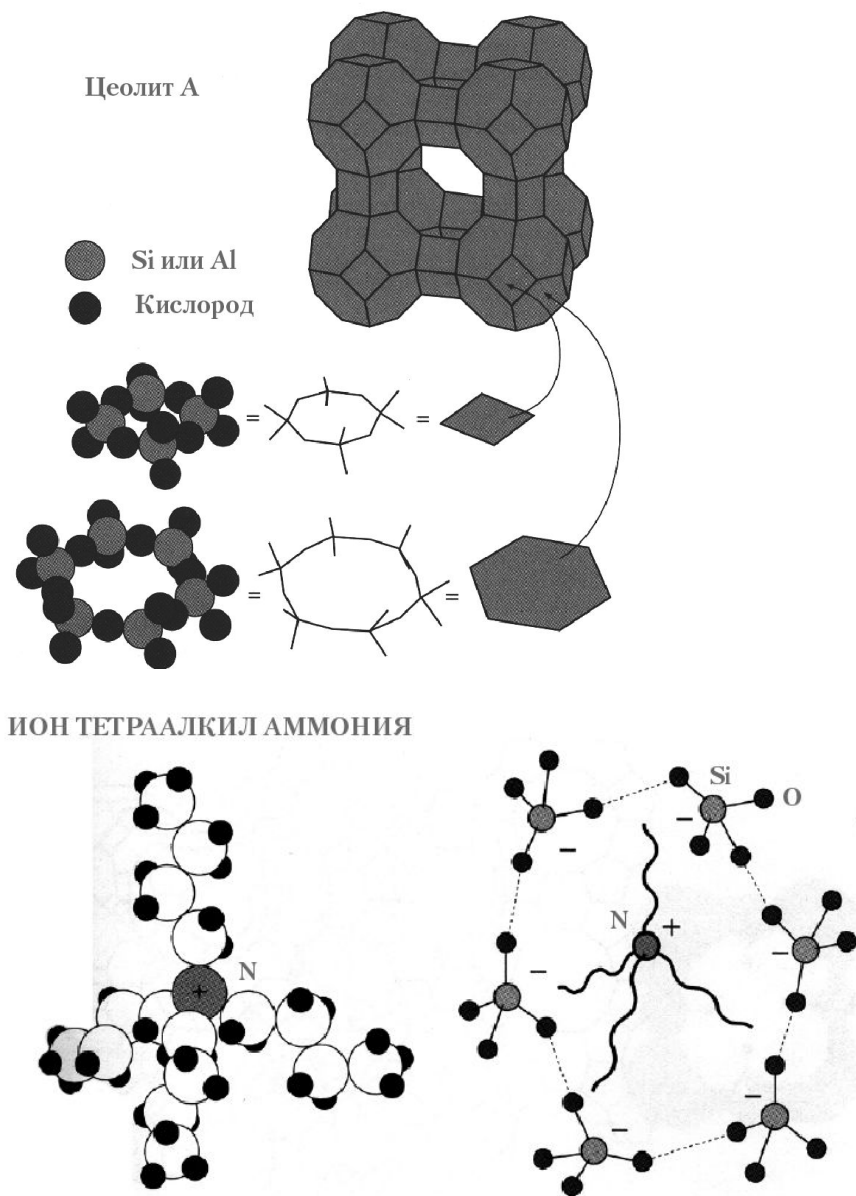 Цеолит А
Si или Al
Кислород
= =
= =
ИОН ТЕТРААЛКИЛ АММОНИЯ
Si
O
−
−
N
+
N
−
−
+
−
−